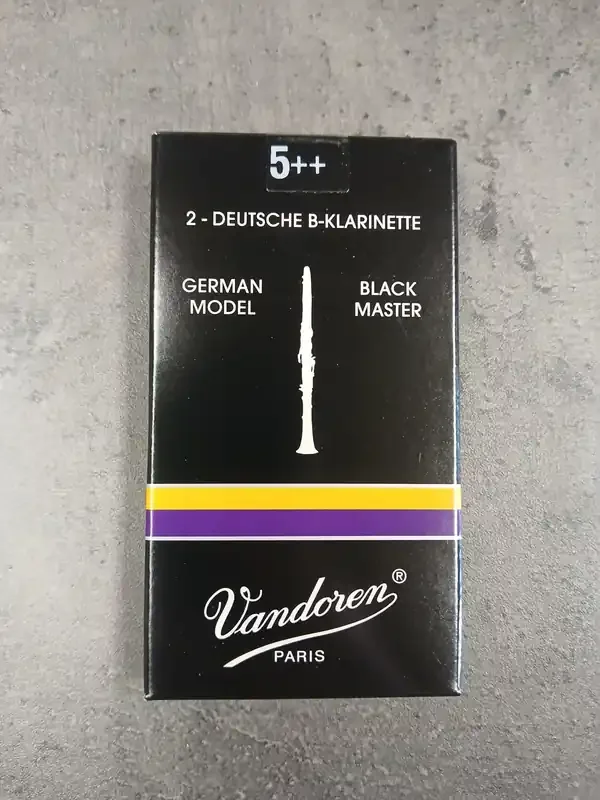 5++
2 - DEUTSCHE B-KLARINETTE
GERMAN
MODEL
BLACK
MASTER
Vandoren®
PARIS